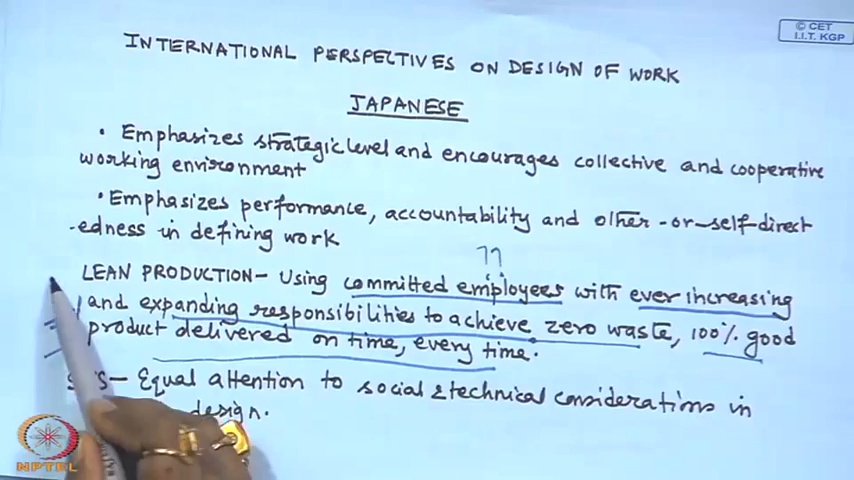 © CET
I.I.T. KGP
INTERNATIONAL PERSPECTIVES ON DESIGN OF WORK
JAPANESE
• Emphasizes strategic level and encourages collective and cooperative
working environment
• Emphasizes performance, accountability and other-or-self-direct
-edness in defining work
LEAN PRODUCTION- Using committed employees with ever increasing
and expanding responsibilities to achieve zero waste, 100% good
product delivered on time, every time.
- Equal attention to social & technical considerations in
design.
NPTEL